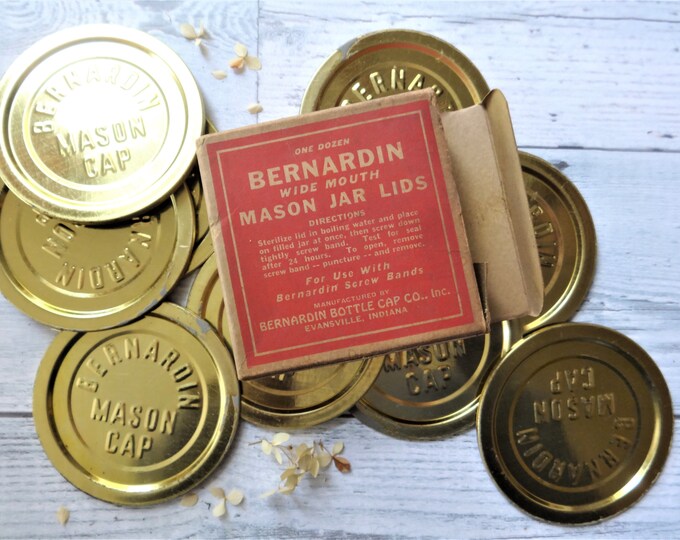 BERNARDIN
MASON
CAP
BERNARDIN
ONE DOZEN
BERNARDIN
WIDE MOUTH
MASON JAR LIDS
DIRECTIONS
Sterilize lid in boiling water and place
on filled jar at once, then screw down
tightly screw band. Test for seal
after 24 hours. To open, remove
screw band -- puncture -- and remove.
For Use With
Bernardin Screw Bands
MANUFACTURED BY
BERNARDIN BOTTLE CAP CO., Inc.
EVANSVILLE, INDIANA
BERNARDIN
MASON
BERNARDIN
MASON
CAP
MASON
CAP
BERNARDIN
MASON
CAP